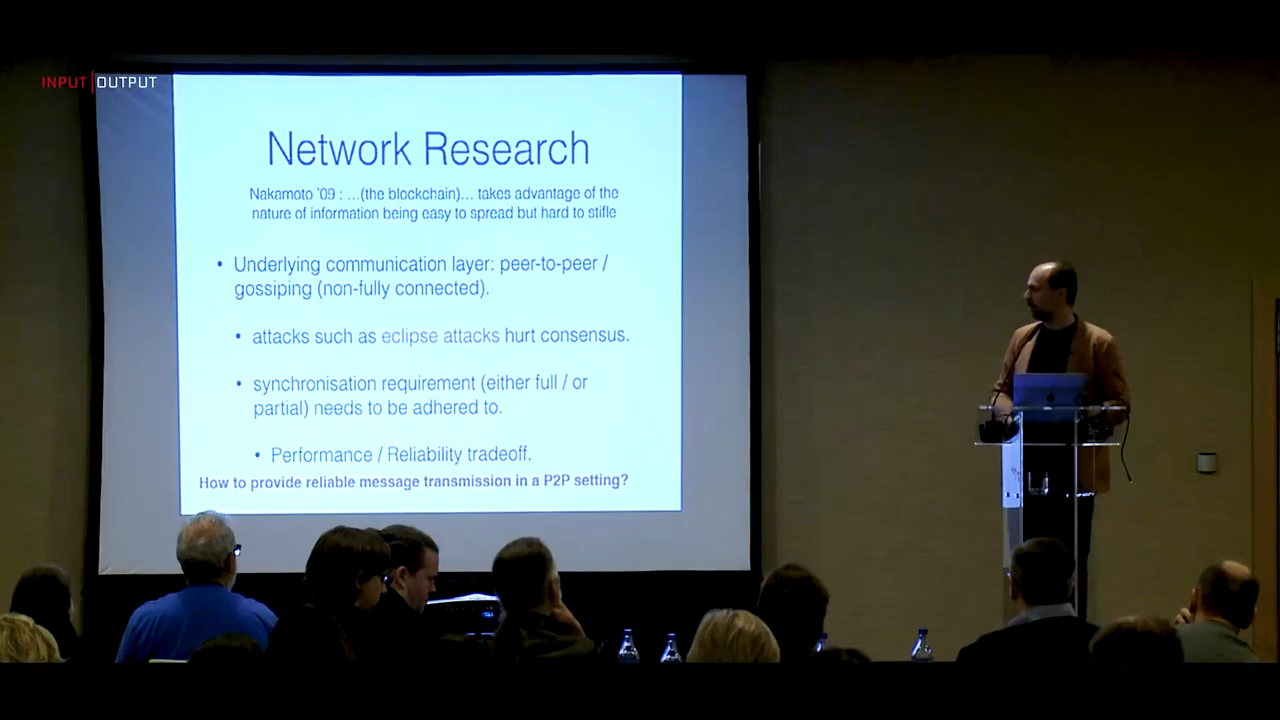 INPUT|OUTPUT
Network Research
Nakamoto '09 : ...(the blockchain)... takes advantage of the
nature of information being easy to spread but hard to stifle
• Underlying communication layer: peer-to-peer /
gossiping (non-fully connected).
• attacks such as eclipse attacks hurt consensus.
• synchronisation requirement (either full / or
partial) needs to be adhered to.
• Performance / Reliability tradeoff.
How to provide reliable message transmission in a P2P setting?